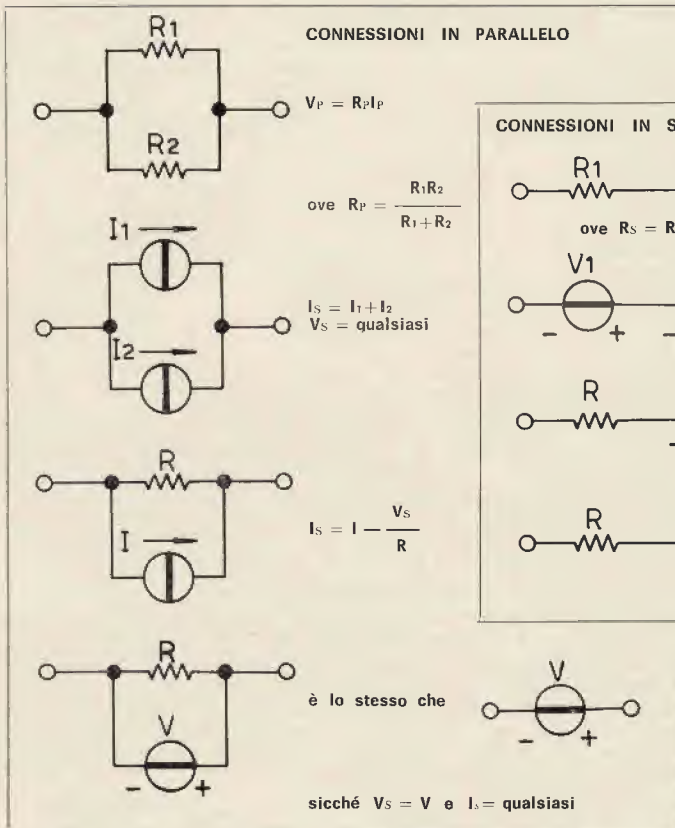 CONNESSIONI IN PARALLELO
R1
R2
VP = RPIP
ove RP = R1R2 / R1+R2
I1
I2
IS = I1+I2
VS = qualsiasi
R
I
IS = I — VS / R
R
V
- +
è lo stesso che
V
- +
sicché VS = V e IS = qualsiasi
CONNESSIONI IN S
R1
ove RS = R
V1
- + -
R
-
R